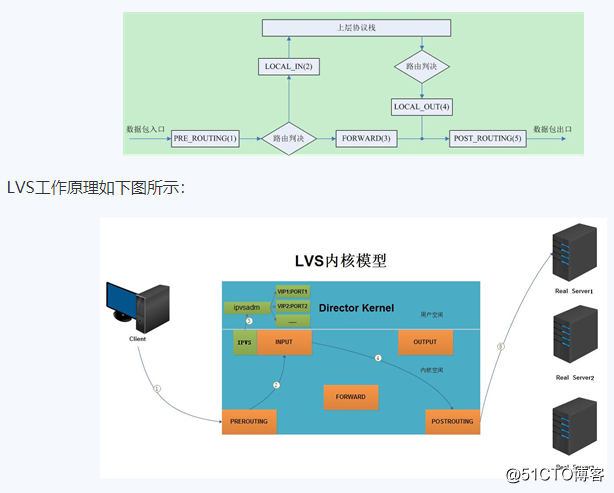 上层协议栈
LOCAL_IN(2)
路由判决
LOCAL_OUT(4)
数据包入口
PRE_ROUTING(1)
路由判决
FORWARD(3)
POST_ROUTING(5)
数据包出口
LVS工作原理如下图所示：
LVS内核模型
Client
ipvsadm
VIP1:PORT1
VIP2:PORT2
......
Director Kernel
用户空间
3
IPVS
INPUT
OUTPUT
4
内核空间
2
FORWARD
1
PREROUTING
POSTROUTING
Real Server1
Real Server2
@51CTO博客